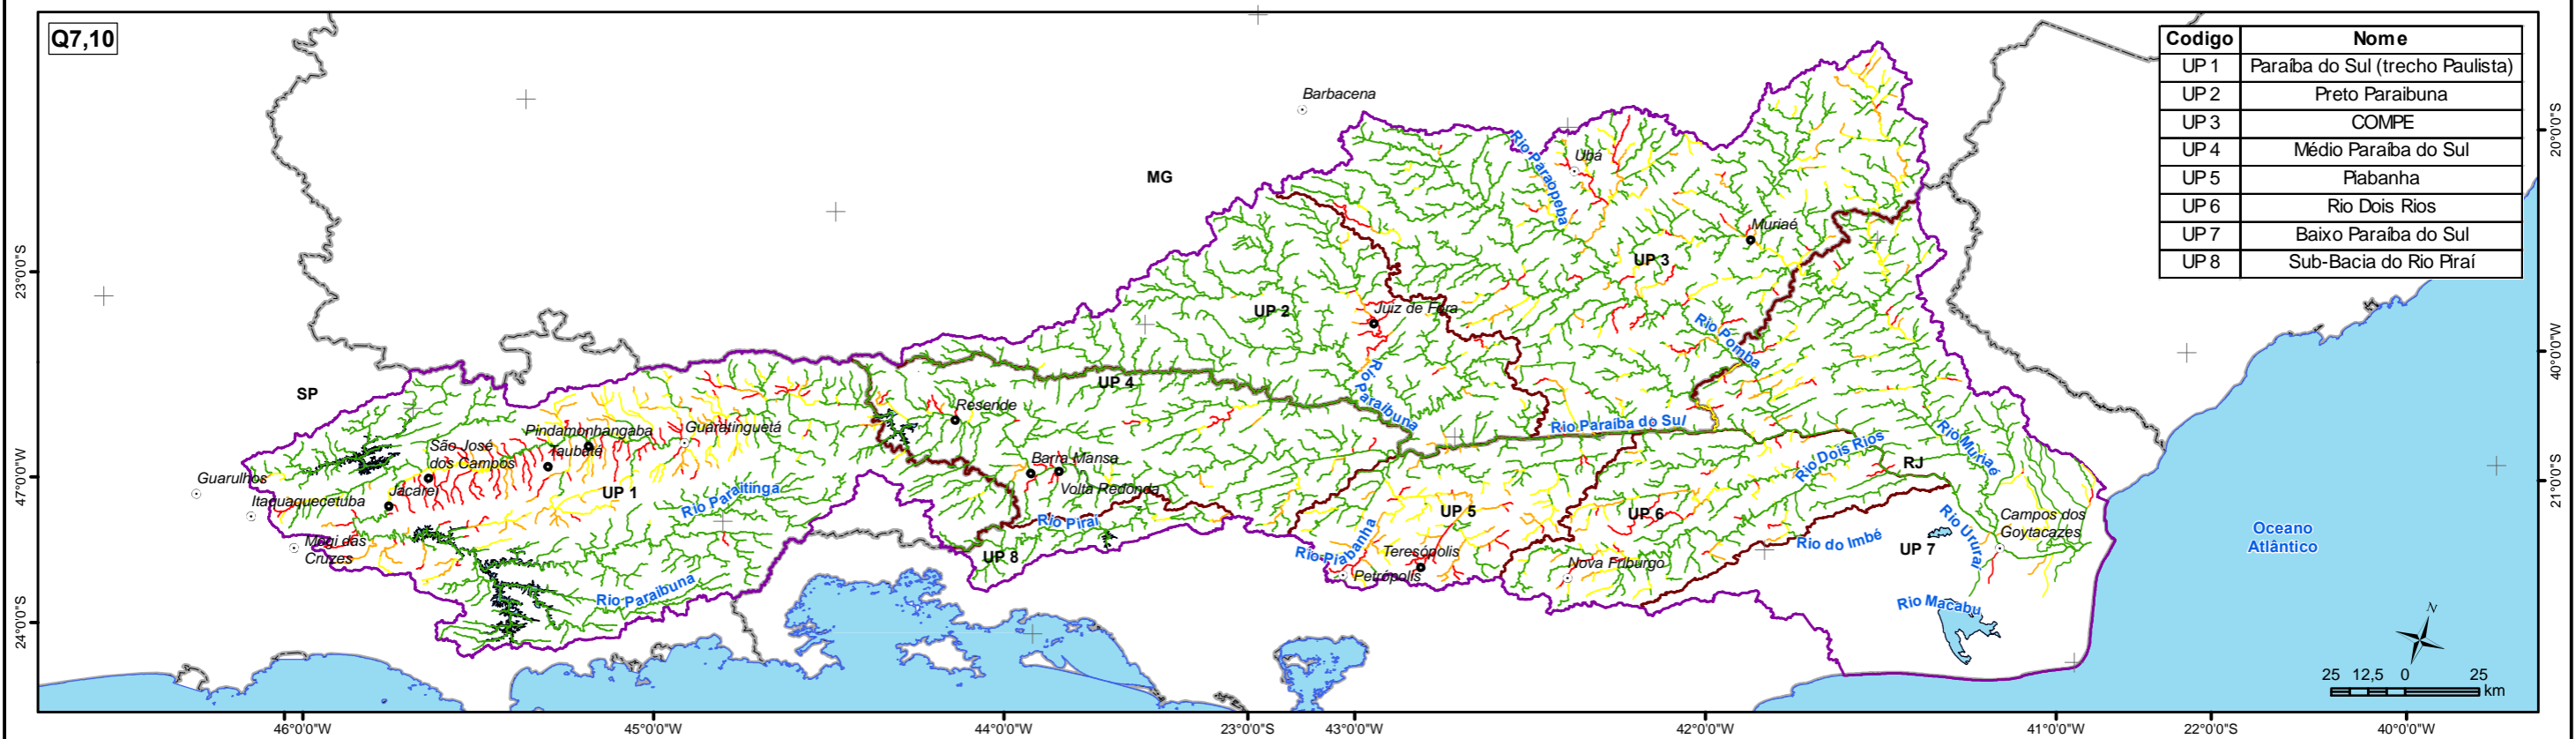 Q7,10
Codigo Nome
UP 1 Paraíba do Sul (trecho Paulista)
UP 2 Preto Paraibuna
UP 3 COMPE
UP 4 Médio Paraíba do Sul
UP 5 Piabanha
UP 6 Rio Dois Rios
UP 7 Baixo Paraíba do Sul
UP 8 Sub-Bacia do Rio Piraí
Barbacena
MG
Rio Paraopeba
Ubá
Muriaé
UP 3
UP 2
Juiz de Fora
Rio Pomba
Rio Paraibuna
UP 4
SP
Resende
Pindamonhangaba
Guaratinguetá
São José
dos Campos
Taubaté
Rio Paraíba do Sul
Rio Dois Rios
Rio Muriaé
RJ
Barra Mansa
Volta Redonda
Guarulhos
Jacareí
Itaquaquecetuba
UP 1
Rio Paraitinga
Rio Piraí
UP 5
UP 6
Campos dos
Goytacazes
Rio Ururaí
Mogi das
Cruzes
UP 8
Rio Piabanha
Teresópolis
Petrópolis
Nova Friburgo
Rio do Imbé
UP 7
Oceano
Atlântico
Rio Paraibuna
Rio Macabu
N
25 12,5 0 25
km
23°0'0"S
47°0'0"W
24°0'0"S
20°0'0"S
40°0'0"W
21°0'0"S
46°0'0"W
45°0'0"W
44°0'0"W
23°0'0"S
43°0'0"W
42°0'0"W
41°0'0"W
22°0'0"S
40°0'0"W